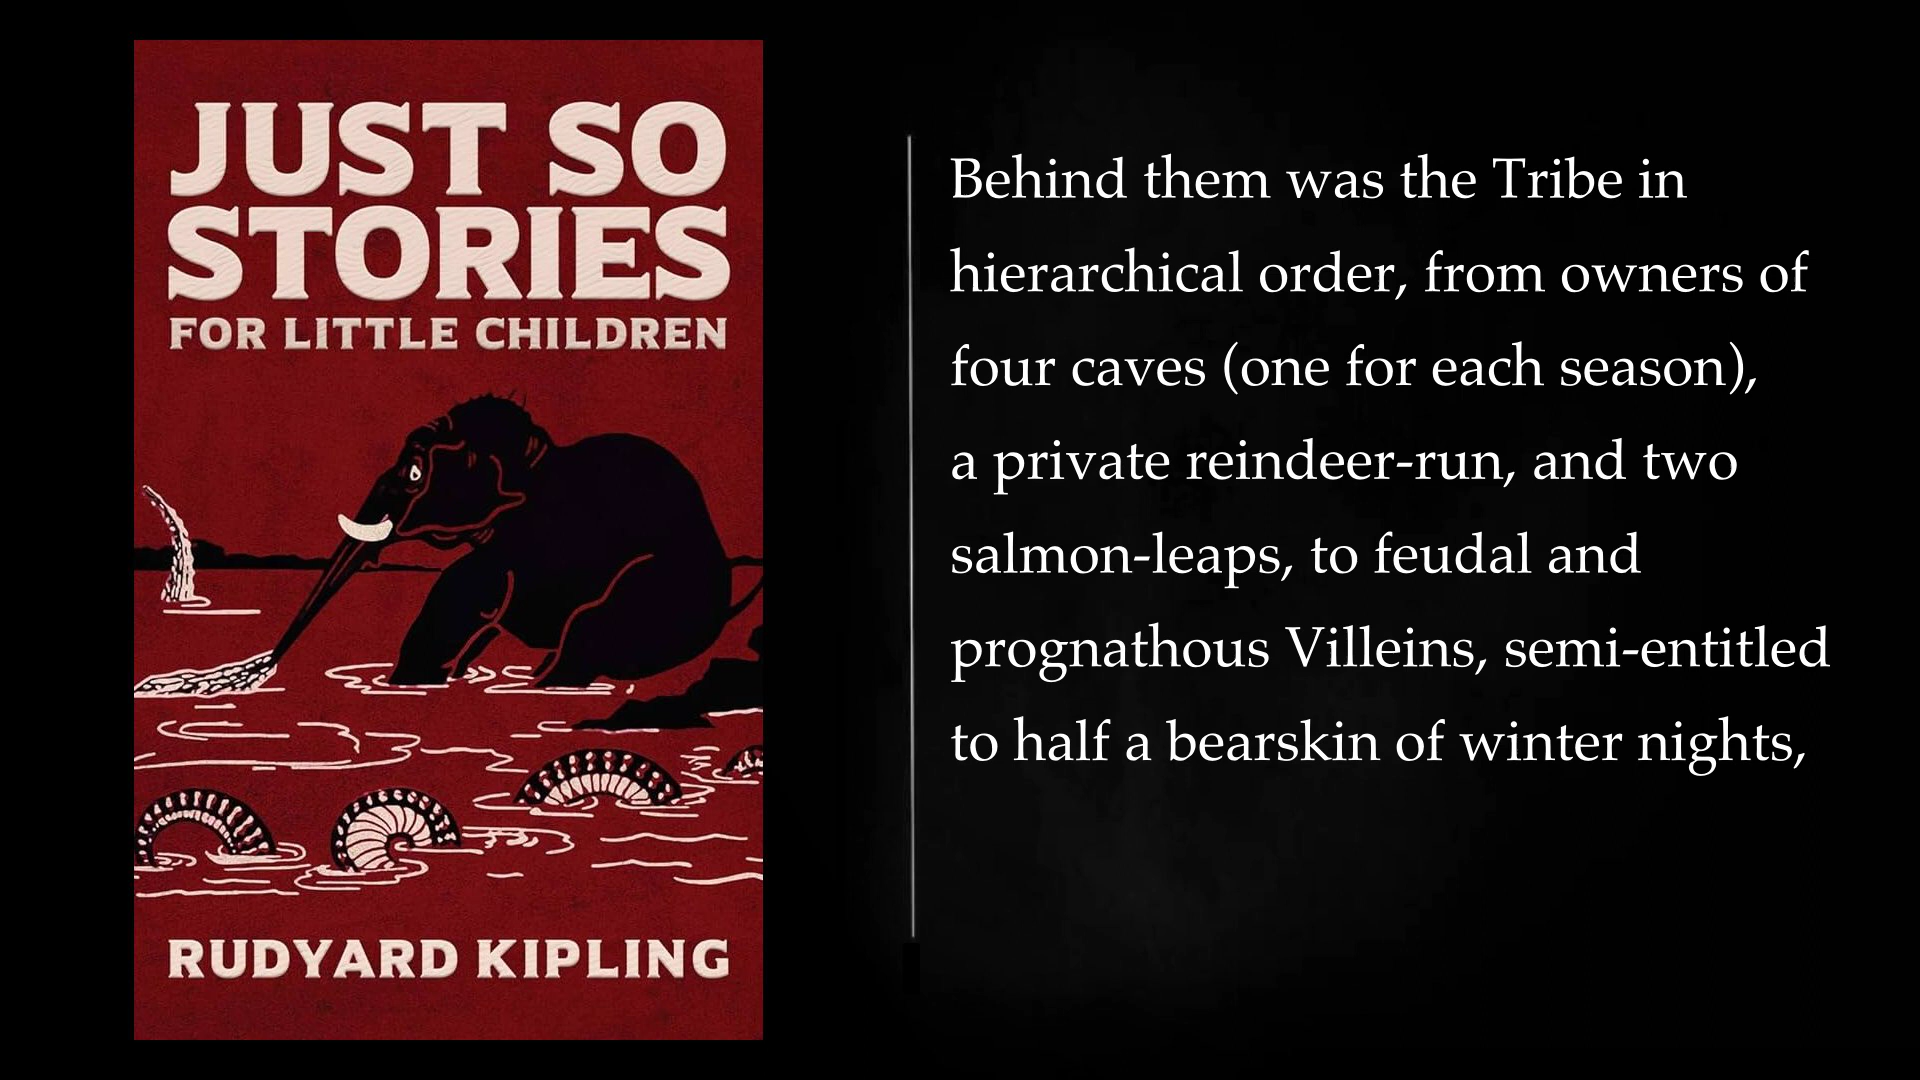 JUST SO
STORIES
FOR LITTLE CHILDREN
RUDYARD KIPLING
Behind them was the Tribe in
hierarchical order, from owners of
four caves (one for each season),
a private reindeer-run, and two
salmon-leaps, to feudal and
prognathous Villeins, semi-entitled
to half a bearskin of winter nights,